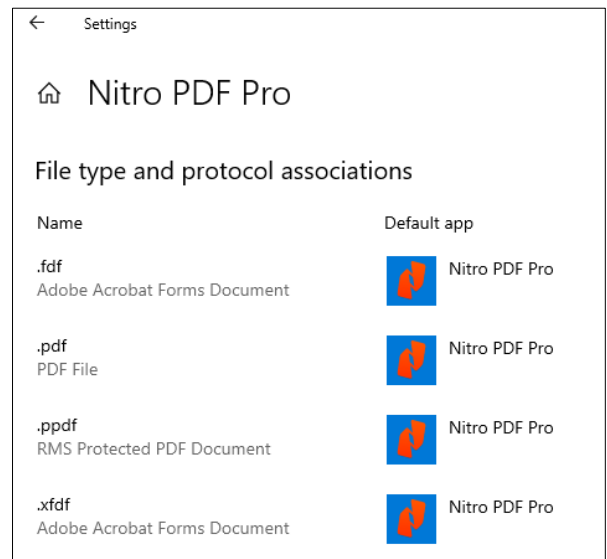 Settings
Nitro PDF Pro
File type and protocol associations
Name Default app
.fdf Nitro PDF Pro
Adobe Acrobat Forms Document
.pdf Nitro PDF Pro
PDF File
.ppdf Nitro PDF Pro
RMS Protected PDF Document
.xfdf Nitro PDF Pro
Adobe Acrobat Forms Document